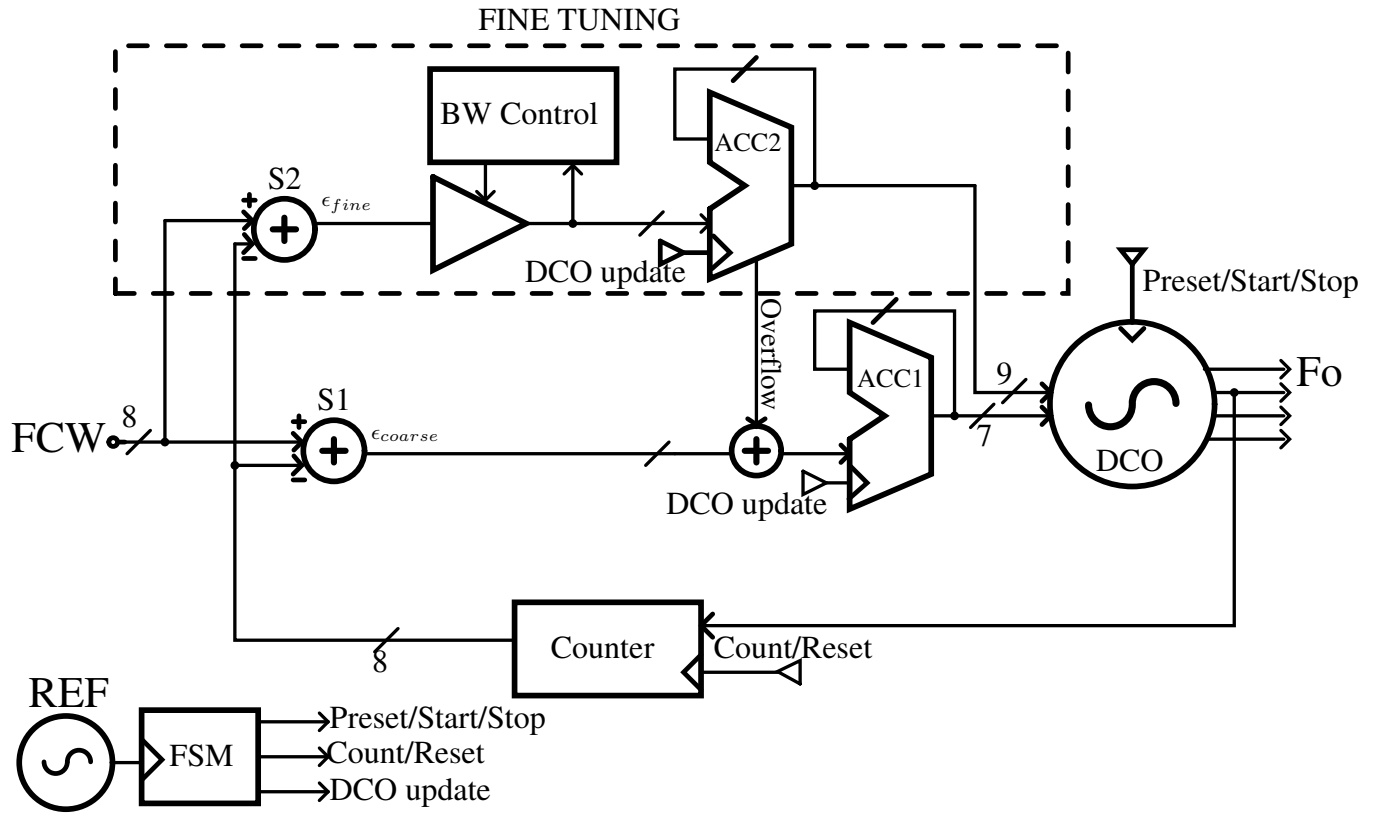 FINE TUNING
BW Control
ACC2
S2
+
ϵfine
+
−
DCO update
Preset/Start/Stop
Overflow
ACC1
9
Fo
S1
8
+
ϵcoarse
FCW
+
+
7
DCO
−
DCO update
Counter
Count/Reset
8
REF
Preset/Start/Stop
FSM
Count/Reset
DCO update